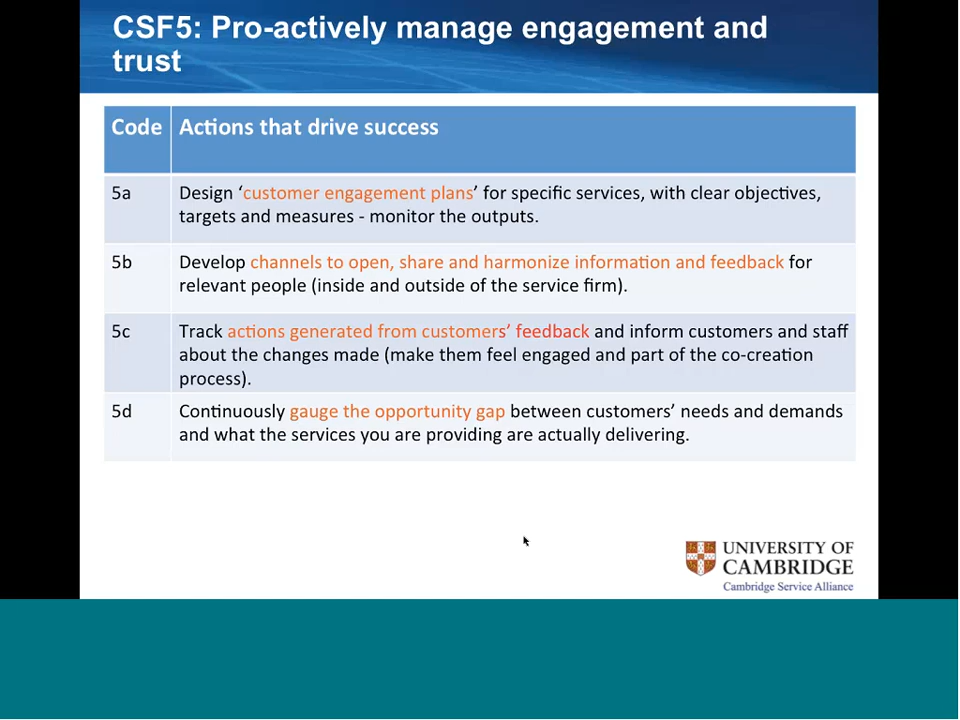 CSF5: Pro-actively manage engagement and
trust
Code Actions that drive success
5a Design ‘customer engagement plans’ for specific services, with clear objectives,
targets and measures - monitor the outputs.
5b Develop channels to open, share and harmonize information and feedback for
relevant people (inside and outside of the service firm).
5c Track actions generated from customers’ feedback and inform customers and staff
about the changes made (make them feel engaged and part of the co-creation
process).
5d Continuously gauge the opportunity gap between customers’ needs and demands
and what the services you are providing are actually delivering.
UNIVERSITY OF
CAMBRIDGE
Cambridge Service Alliance